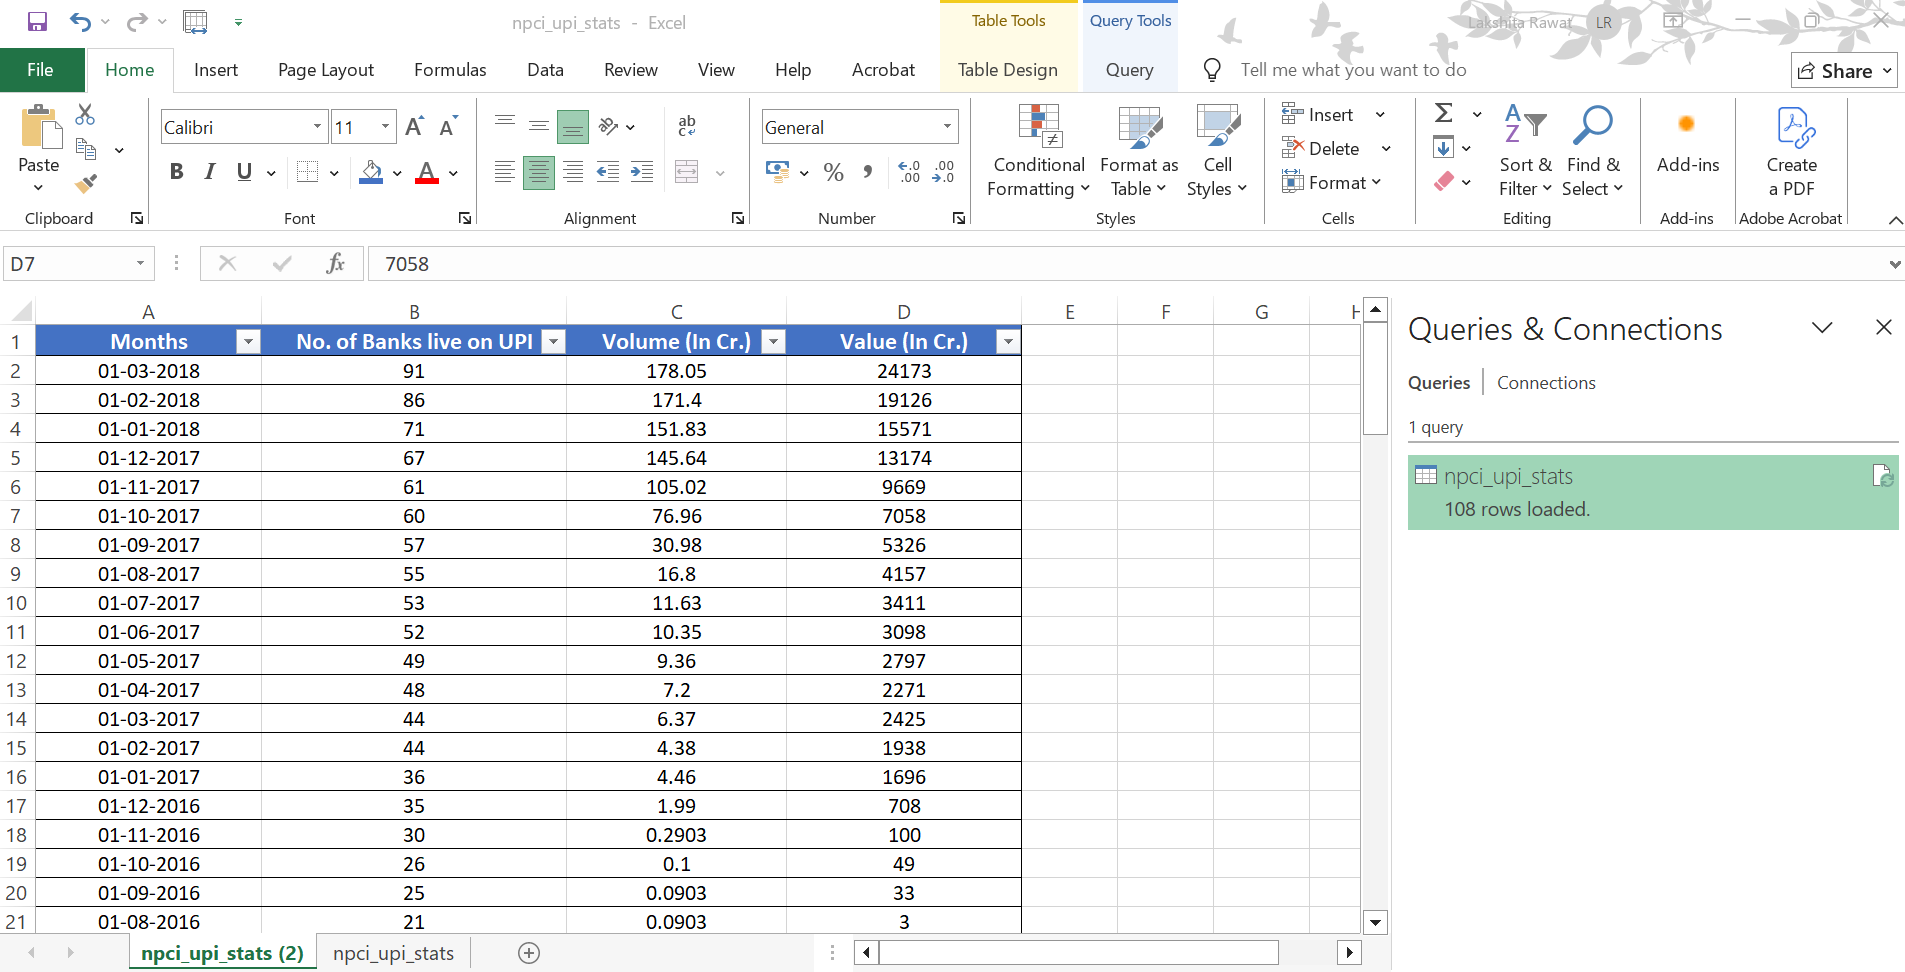 npci_upi_stats - Excel
Table Tools
Query Tools
Lakshita Rawat LR
File Home Insert Page Layout Formulas Data Review View Help Acrobat Table Design Query Tell me what you want to do Share
Paste
Clipboard
Calibri 11
A A
B I U A
Font
ab
c
Alignment
General
% , .0 .00 .00 .0
Number
Conditional Formatting
Format as Table
Cell Styles
Styles
Insert
Delete
Format
Cells
Σ
A
Z
Sort & Filter
Find & Select
Editing
Add-ins
Add-ins
Create a PDF
Adobe Acrobat
D7 fx 7058
A B C D E F G H
1 Months No. of Banks live on UPI Volume (In Cr.) Value (In Cr.)
2 01-03-2018 91 178.05 24173
3 01-02-2018 86 171.4 19126
4 01-01-2018 71 151.83 15571
5 01-12-2017 67 145.64 13174
6 01-11-2017 61 105.02 9669
7 01-10-2017 60 76.96 7058
8 01-09-2017 57 30.98 5326
9 01-08-2017 55 16.8 4157
10 01-07-2017 53 11.63 3411
11 01-06-2017 52 10.35 3098
12 01-05-2017 49 9.36 2797
13 01-04-2017 48 7.2 2271
14 01-03-2017 44 6.37 2425
15 01-02-2017 44 4.38 1938
16 01-01-2017 36 4.46 1696
17 01-12-2016 35 1.99 708
18 01-11-2016 30 0.2903 100
19 01-10-2016 26 0.1 49
20 01-09-2016 25 0.0903 33
21 01-08-2016 21 0.0903 3
Queries & Connections
Queries Connections
1 query
npci_upi_stats
108 rows loaded.
npci_upi_stats (2) npci_upi_stats